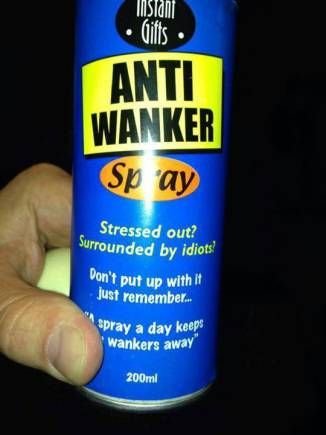 Instant
• Gifts •
ANTI
WANKER
Spray
Stressed out?
Surrounded by idiots?
Don't put up with it
just remember...
"A spray a day keeps
wankers away"
200ml